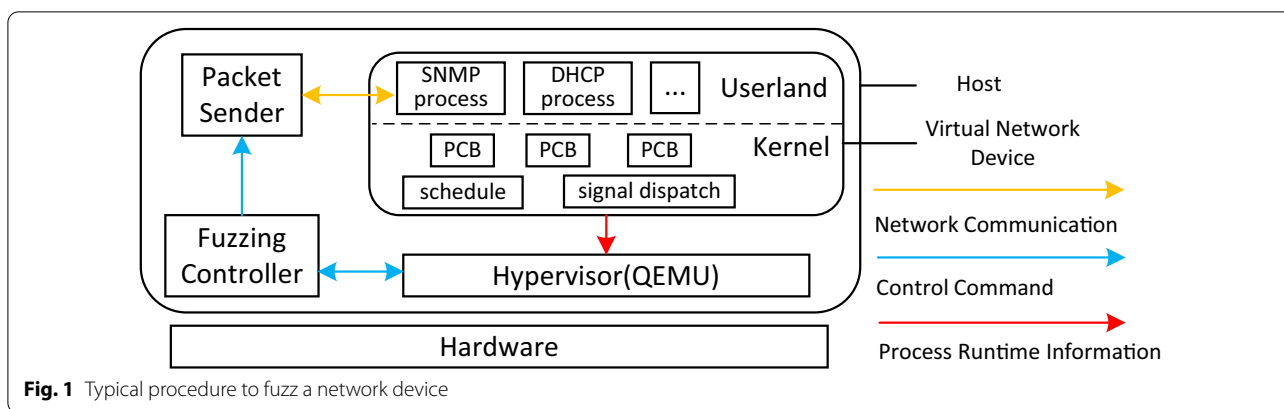 Packet
Sender
SNMP
process
DHCP
process
...
Userland
PCB
PCB
PCB
Kernel
schedule
signal dispatch
Fuzzing
Controller
Hypervisor(QEMU)
Hardware
Host
Virtual Network
Device
Network Communication
Control Command
Process Runtime Information
Fig. 1 Typical procedure to fuzz a network device